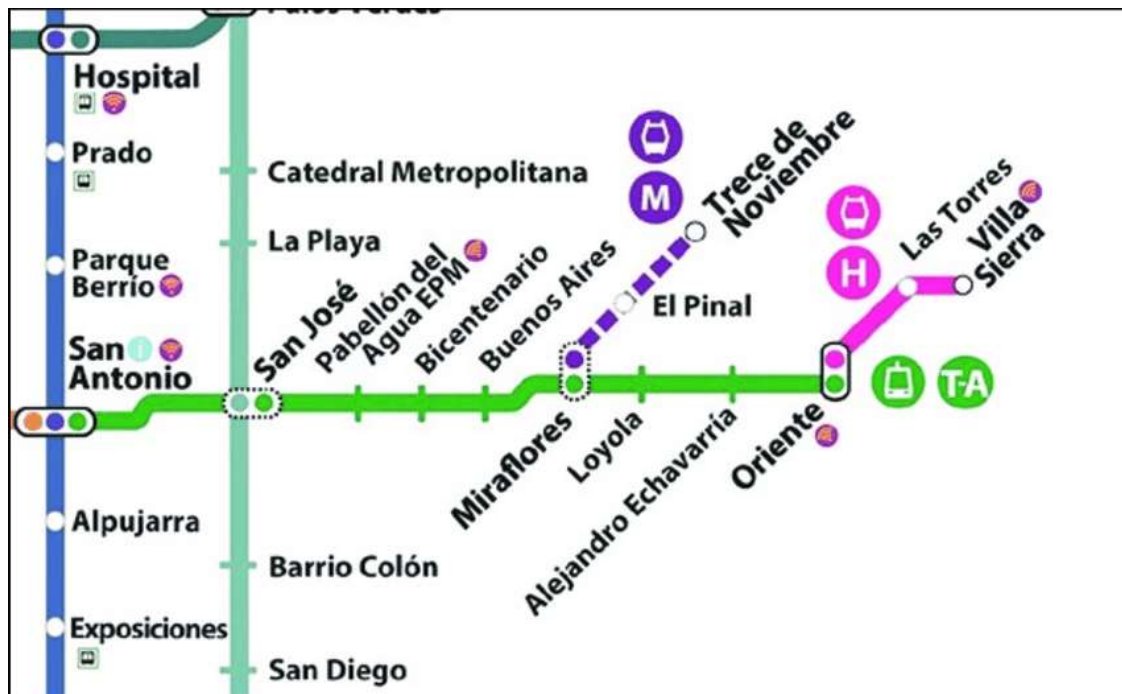 Palos Verdes
Hospital
Prado
Parque
Berrío
San
Antonio
Alpujarra
Exposiciones
Catedral Metropolitana
La Playa
San José
Pabellón del
Agua EPM
Bicentenario
Buenos Aires
Barrio Colón
San Diego
M
Trece de
Noviembre
El Pinal
Miraflores
Loyola
Alejandro Echavarría
Oriente
H
Las Torres
Villa
Sierra
T-A